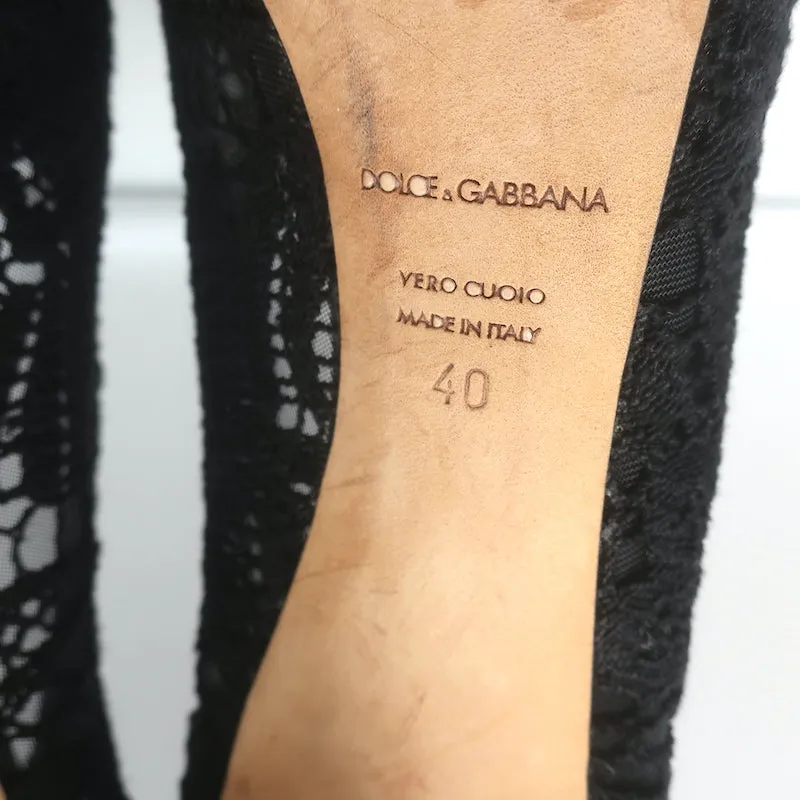 DOLCE & GABBANA
VERO CUOIO
MADE IN ITALY
40